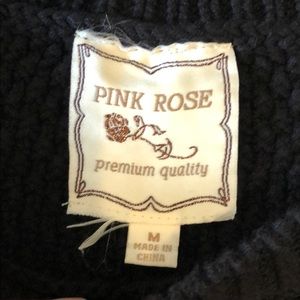 PINK ROSE
premium quality
M
MADE IN
CHINA